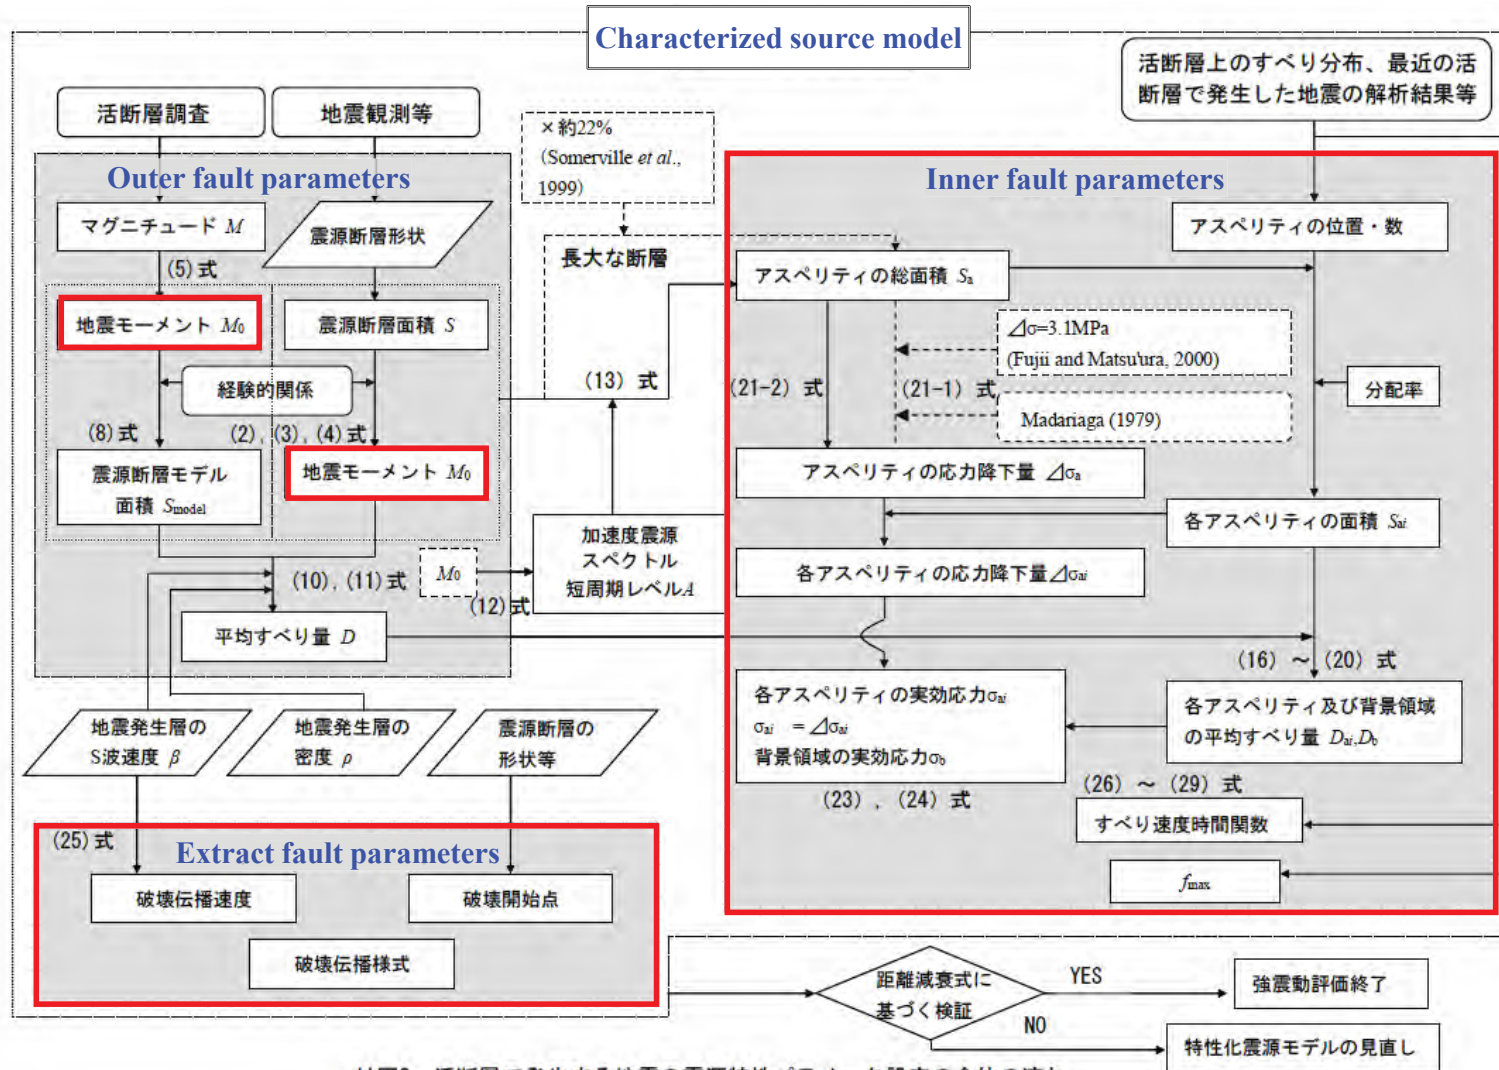 Characterized source model
活断層上のすべり分布、最近の活
断層で発生した地震の解析結果等
活断層調査
地震観測等
×約22%
(Somerville et al.,
1999)
Outer fault parameters
Inner fault parameters
マグニチュード M
震源断層形状
アスペリティの位置・数
(5)式
長大な断層
アスペリティの総面積 Sa
地震モーメント M0
震源断層面積 S
⊿σ=3.1MPa
(Fujii and Matsu'ura, 2000)
経験的関係
(13) 式
(21-2) 式
(21-1) 式
分配率
Madariaga (1979)
(8)式
(2), (3), (4) 式
震源断層モデル
面積 Smodel
地震モーメント M0
アスペリティの応力降下量 ⊿σa
各アスペリティの面積 Sai
加速度震源
スペクトル
短周期レベルA
(10), (11) 式
M0
(12)式
各アスペリティの応力降下量⊿σai
平均すべり量 D
(16) ～ (20) 式
各アスペリティの実効応力σai
σai =⊿σai
背景領域の実効応力σb
各アスペリティ及び背景領域
の平均すべり量 Dai,Db
地震発生層の
S波速度 β
地震発生層の
密度 ρ
震源断層の
形状等
(23) , (24) 式
(26) ～ (29) 式
すべり速度時間関数
(25)式
Extract fault parameters
fmax
破壊伝播速度
破壊開始点
破壊伝播様式
距離減衰式に
基づく検証
YES
強震動評価終了
NO
特性化震源モデルの見直し